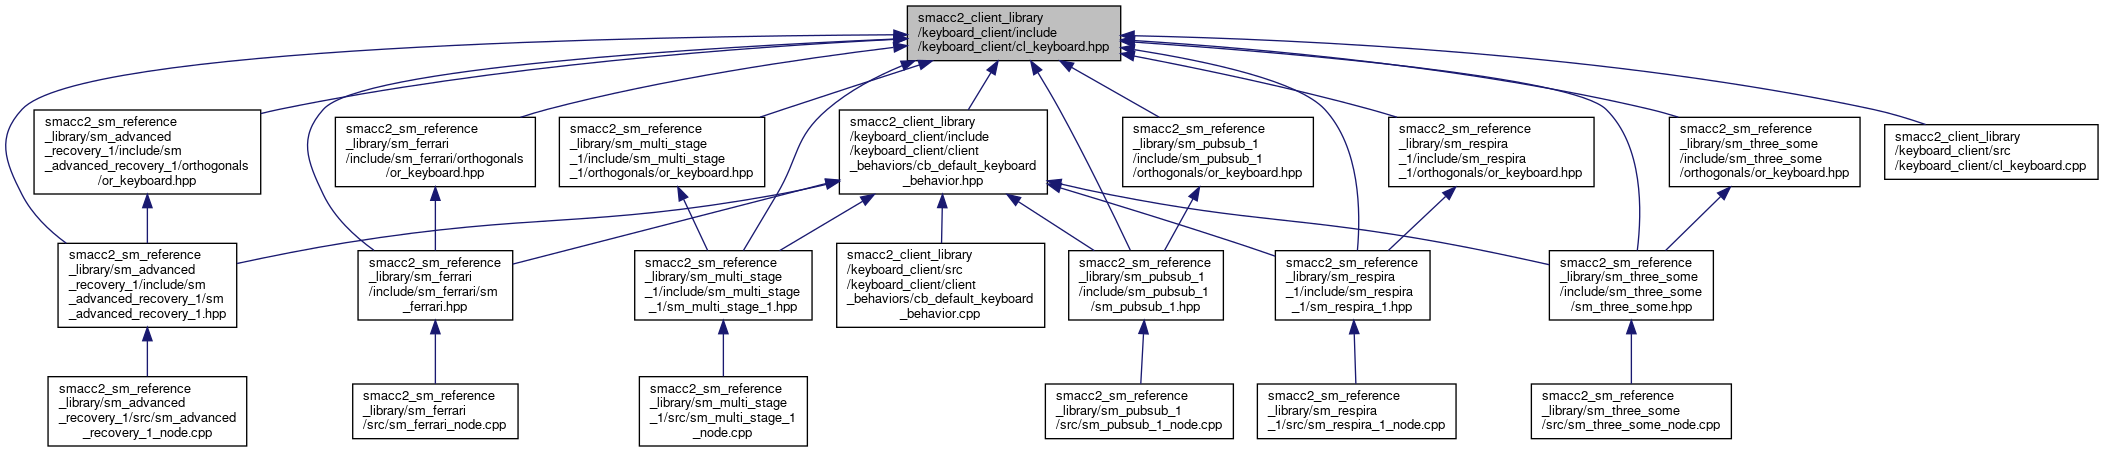 smacc2_client_library
/keyboard_client/include
/keyboard_client/cl_keyboard.hpp
smacc2_sm_reference
_library/sm_advanced
_recovery_1/include/sm
_advanced_recovery_1/orthogonals
/or_keyboard.hpp
smacc2_sm_reference
_library/sm_ferrari
/include/sm_ferrari/orthogonals
/or_keyboard.hpp
smacc2_sm_reference
_library/sm_multi_stage
_1/include/sm_multi_stage
_1/orthogonals/or_keyboard.hpp
smacc2_client_library
/keyboard_client/include
/keyboard_client/client
_behaviors/cb_default_keyboard
_behavior.hpp
smacc2_sm_reference
_library/sm_pubsub_1
/include/sm_pubsub_1
/orthogonals/or_keyboard.hpp
smacc2_sm_reference
_library/sm_respira
_1/include/sm_respira
_1/orthogonals/or_keyboard.hpp
smacc2_sm_reference
_library/sm_three_some
/include/sm_three_some
/orthogonals/or_keyboard.hpp
smacc2_client_library
/keyboard_client/src
/keyboard_client/cl_keyboard.cpp
smacc2_sm_reference
_library/sm_advanced
_recovery_1/include/sm
_advanced_recovery_1/sm
_advanced_recovery_1.hpp
smacc2_sm_reference
_library/sm_ferrari
/include/sm_ferrari/sm
_ferrari.hpp
smacc2_sm_reference
_library/sm_multi_stage
_1/include/sm_multi_stage
_1/sm_multi_stage_1.hpp
smacc2_client_library
/keyboard_client/src
/keyboard_client/client
_behaviors/cb_default_keyboard
_behavior.cpp
smacc2_sm_reference
_library/sm_pubsub_1
/include/sm_pubsub_1
/sm_pubsub_1.hpp
smacc2_sm_reference
_library/sm_respira
_1/include/sm_respira
_1/sm_respira_1.hpp
smacc2_sm_reference
_library/sm_three_some
/include/sm_three_some
/sm_three_some.hpp
smacc2_sm_reference
_library/sm_advanced
_recovery_1/src/sm_advanced
_recovery_1_node.cpp
smacc2_sm_reference
_library/sm_ferrari
/src/sm_ferrari_node.cpp
smacc2_sm_reference
_library/sm_multi_stage
_1/src/sm_multi_stage_1
_node.cpp
smacc2_sm_reference
_library/sm_pubsub_1
/src/sm_pubsub_1_node.cpp
smacc2_sm_reference
_library/sm_respira
_1/src/sm_respira_1_node.cpp
smacc2_sm_reference
_library/sm_three_some
/src/sm_three_some_node.cpp